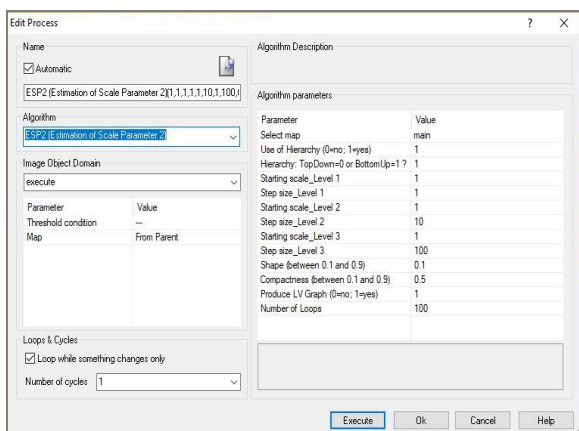 Edit Process
? X
Name
Automatic
ESP2 (Estimation of Scale Parameter 2)[1,1,1,1,1,10,1,100,
Algorithm
ESP2 (Estimation of Scale Parameter 2)
Image Object Domain
execute
Parameter Value
Threshold condition ---
Map From Parent
Loops & Cycles
Loop while something changes only
Number of cycles 1
Algorithm Description
Algorithm parameters
Parameter Value
Select map main
Use of Hierarchy (0=no; 1=yes) 1
Hierarchy: TopDown=0 or BottomUp=1 ? 1
Starting scale_Level 1 1
Step size_Level 1 1
Starting scale_Level 2 1
Step size_Level 2 10
Starting scale_Level 3 1
Step size_Level 3 100
Shape (between 0.1 and 0.9) 0.1
Compactness (between 0.1 and 0.9) 0.5
Produce LV Graph (0=no; 1=yes) 1
Number of Loops 100
Execute Ok Cancel Help